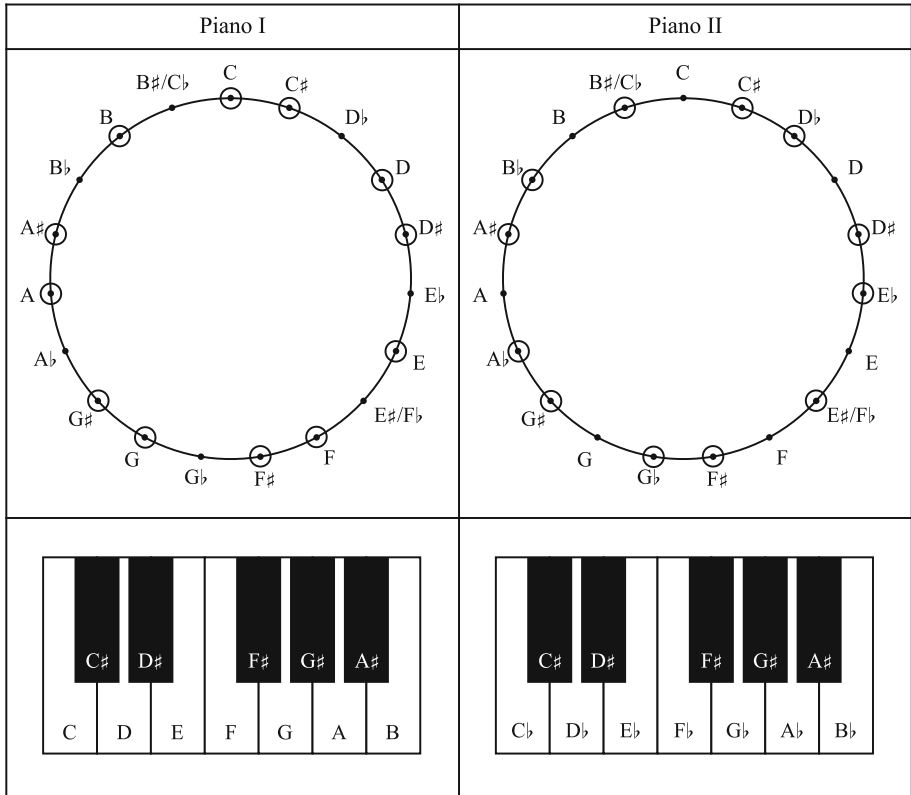 Piano I
Piano II
C
C♯
D♭
D
D♯
E♭
E
E♯/F♭
F
F♯
G♭
G
G♯
A♭
A
A♯
B♭
B
B♯/C♭
C
C♯
D♭
D
D♯
E♭
E
E♯/F♭
F
F♯
G♭
G
G♯
A♭
A
A♯
B♭
B
B♯/C♭
C♯ D♯ F♯ G♯ A♯
C D E F G A B
C♯ D♯ F♯ G♯ A♯
C♭ D♭ E♭ F♭ G♭ A♭ B♭